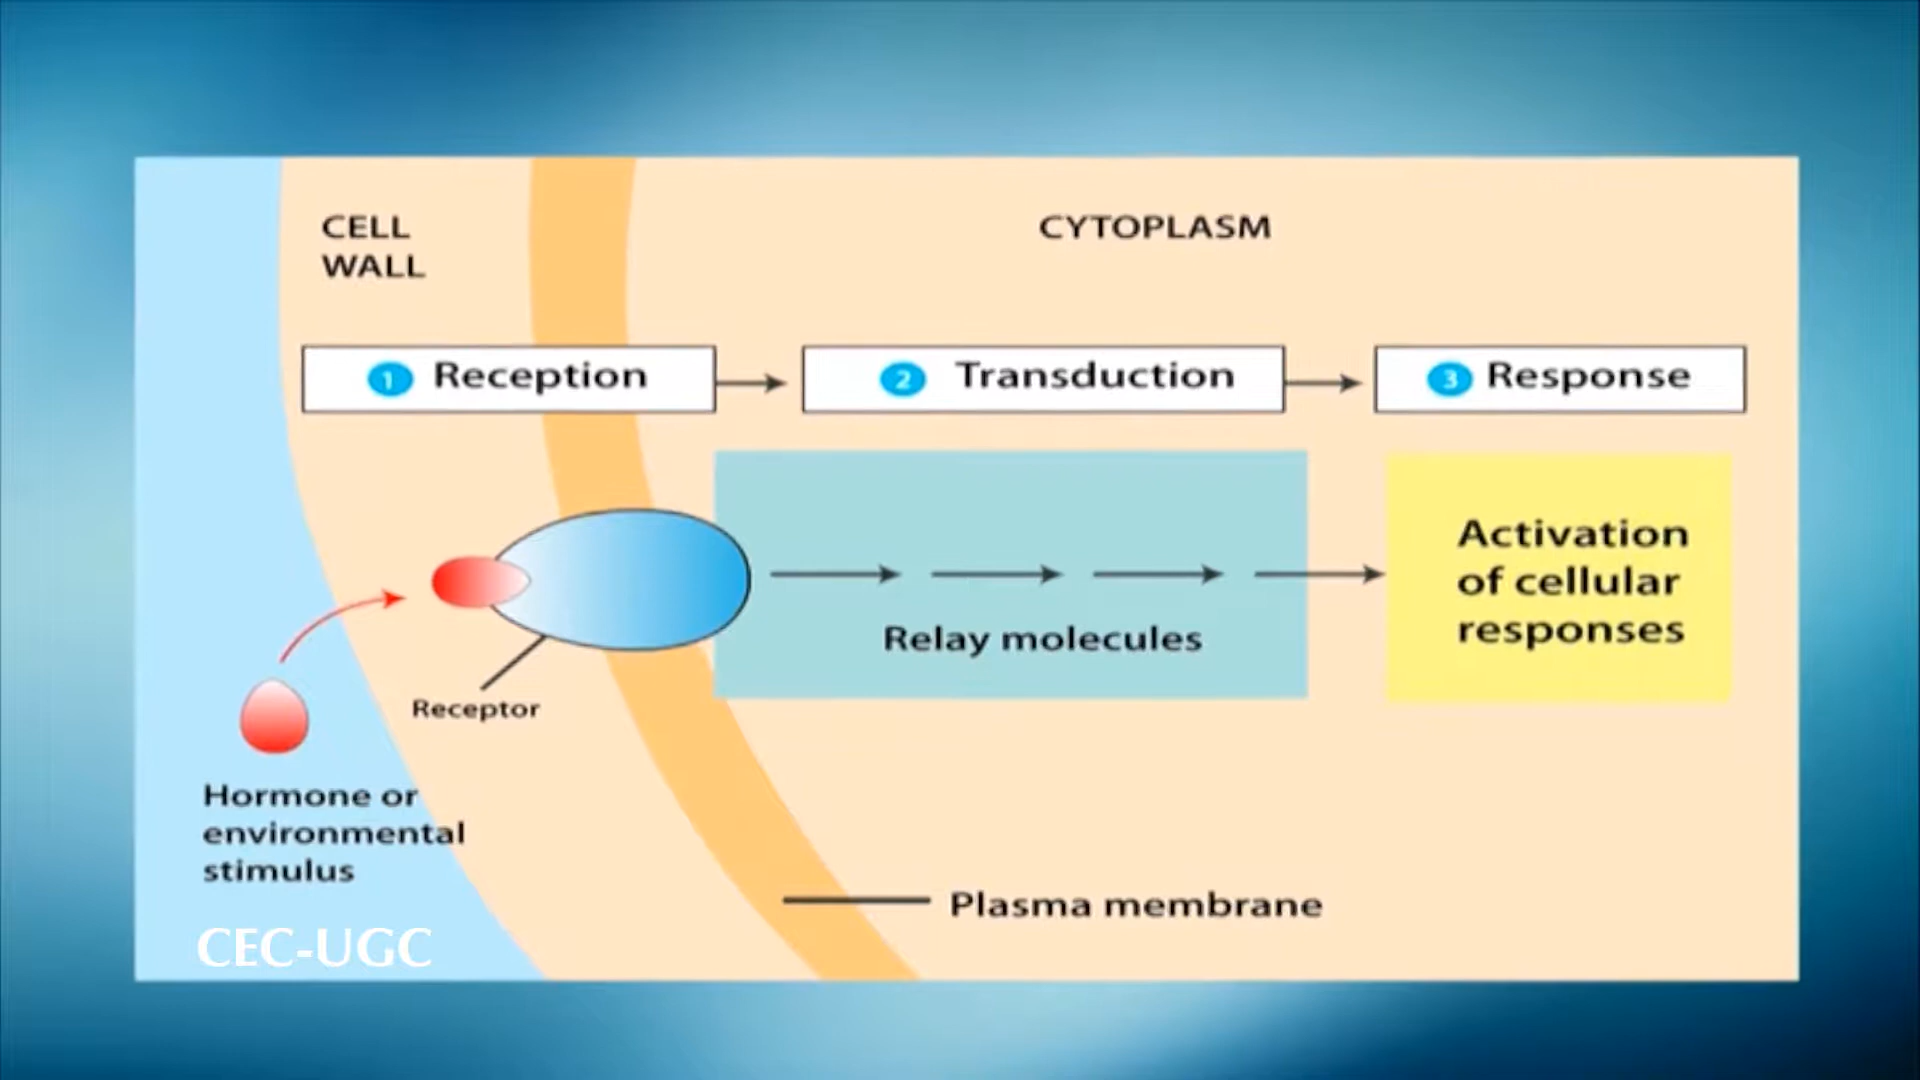 CELL
WALL
CYTOPLASM
1 Reception
2 Transduction
3 Response
Activation
of cellular
responses
Relay molecules
Receptor
Hormone or
environmental
stimulus
Plasma membrane
CEC-UGC